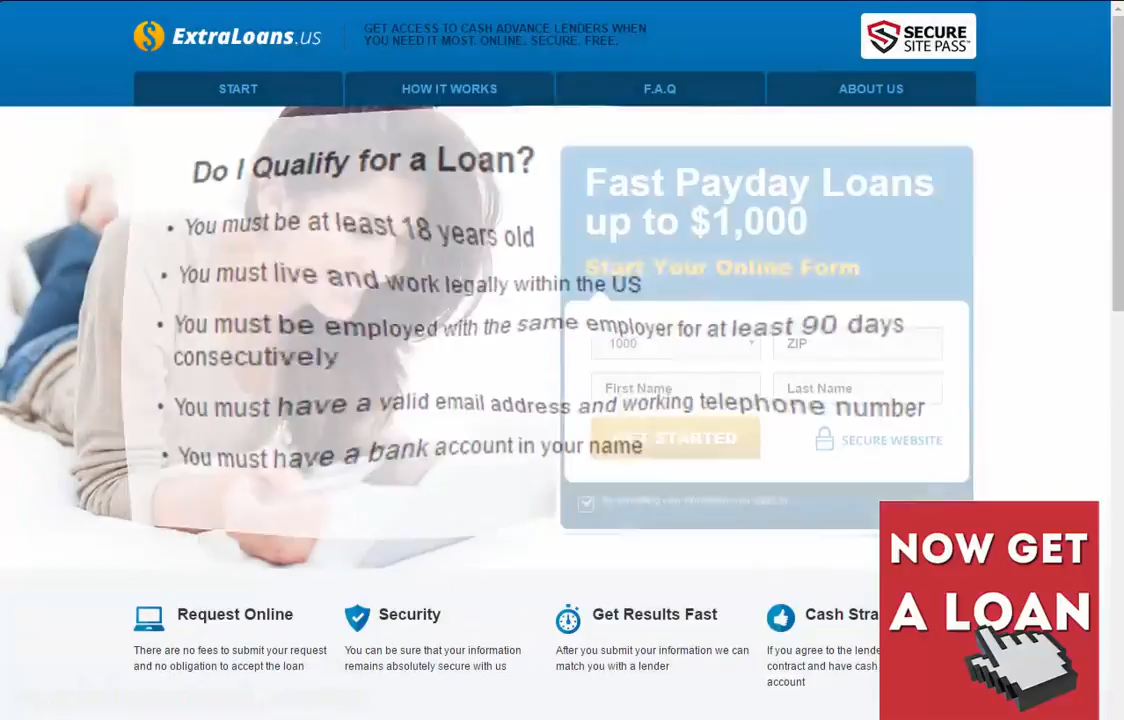 ExtraLoans.us
GET ACCESS TO CASH ADVANCE LENDERS WHEN
YOU NEED IT MOST. ONLINE. SECURE. FREE.
SECURE
SITE PASS™
START
HOW IT WORKS
F.A.Q
ABOUT US
Do I Qualify for a Loan?
• You must be at least 18 years old
• You must live and work legally within the US
• You must be employed with the same employer for at least 90 days
consecutively
• You must have a valid email address and working telephone number
• You must have a bank account in your name
Fast Payday Loans
up to $1,000
Start Your Online Form
1000
ZIP
First Name
Last Name
GET STARTED
SECURE WEBSITE
Request Online
There are no fees to submit your request
and no obligation to accept the loan
Security
You can be sure that your information
remains absolutely secure with us
Get Results Fast
After you submit your information we can
match you with a lender
Cash Stra
If you agree to the lende
contract and have cash
account
NOW GET
A LOAN